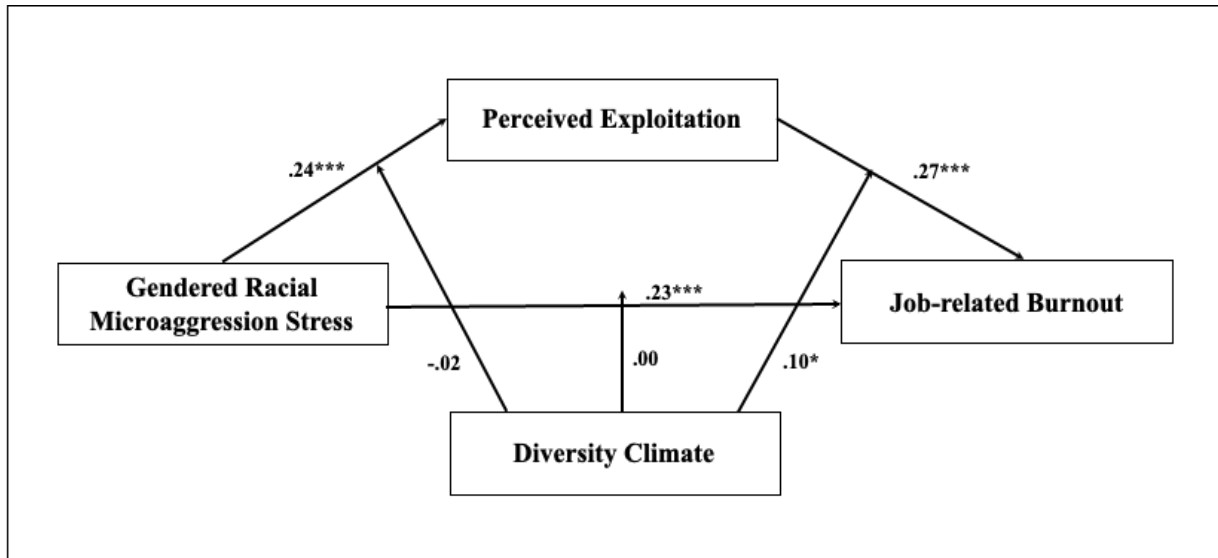 Perceived Exploitation
.24***
.27***
Gendered Racial
Microaggression Stress
.23***
Job-related Burnout
-.02
.00
.10*
Diversity Climate